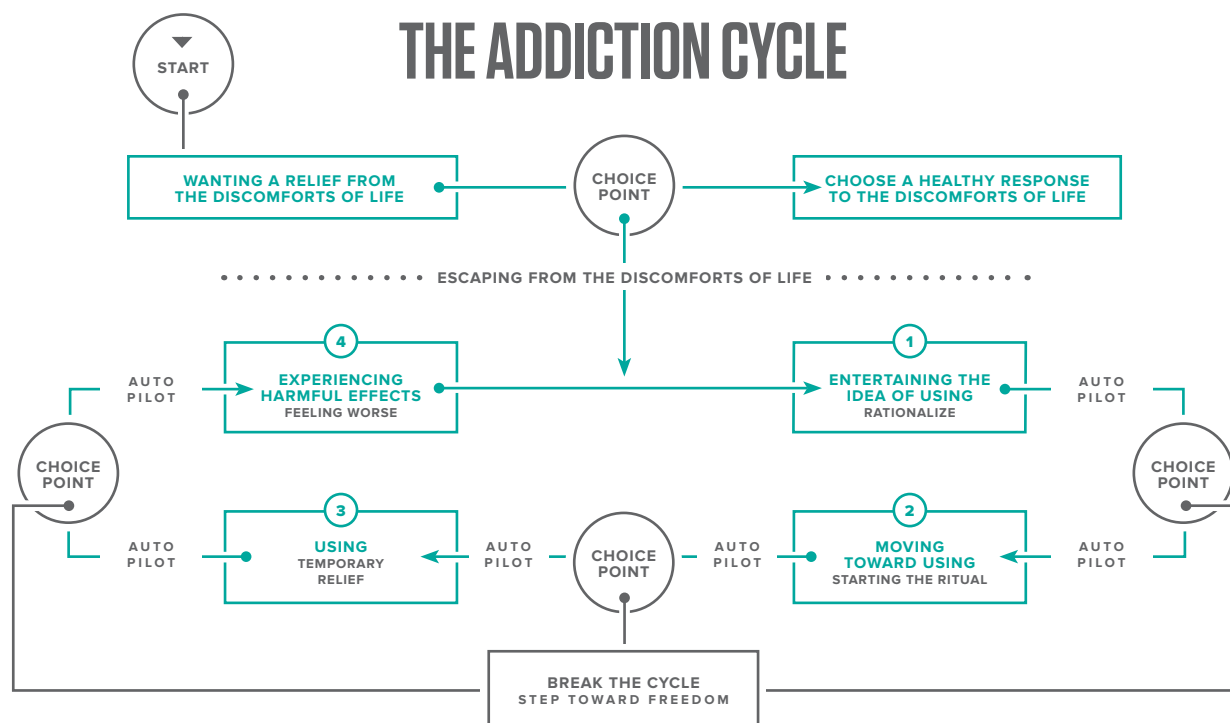 THE ADDICTION CYCLE
START
WANTING A RELIEF FROM
THE DISCOMFORTS OF LIFE
CHOICE
POINT
CHOOSE A HEALTHY RESPONSE
TO THE DISCOMFORTS OF LIFE
ESCAPING FROM THE DISCOMFORTS OF LIFE
4
EXPERIENCING
HARMFUL EFFECTS
FEELING WORSE
1
ENTERTAINING THE
IDEA OF USING
RATIONALIZE
AUTO
PILOT
AUTO
PILOT
CHOICE
POINT
CHOICE
POINT
3
USING
TEMPORARY
RELIEF
2
MOVING
TOWARD USING
STARTING THE RITUAL
AUTO
PILOT
AUTO
PILOT
CHOICE
POINT
AUTO
PILOT
AUTO
PILOT
BREAK THE CYCLE
STEP TOWARD FREEDOM